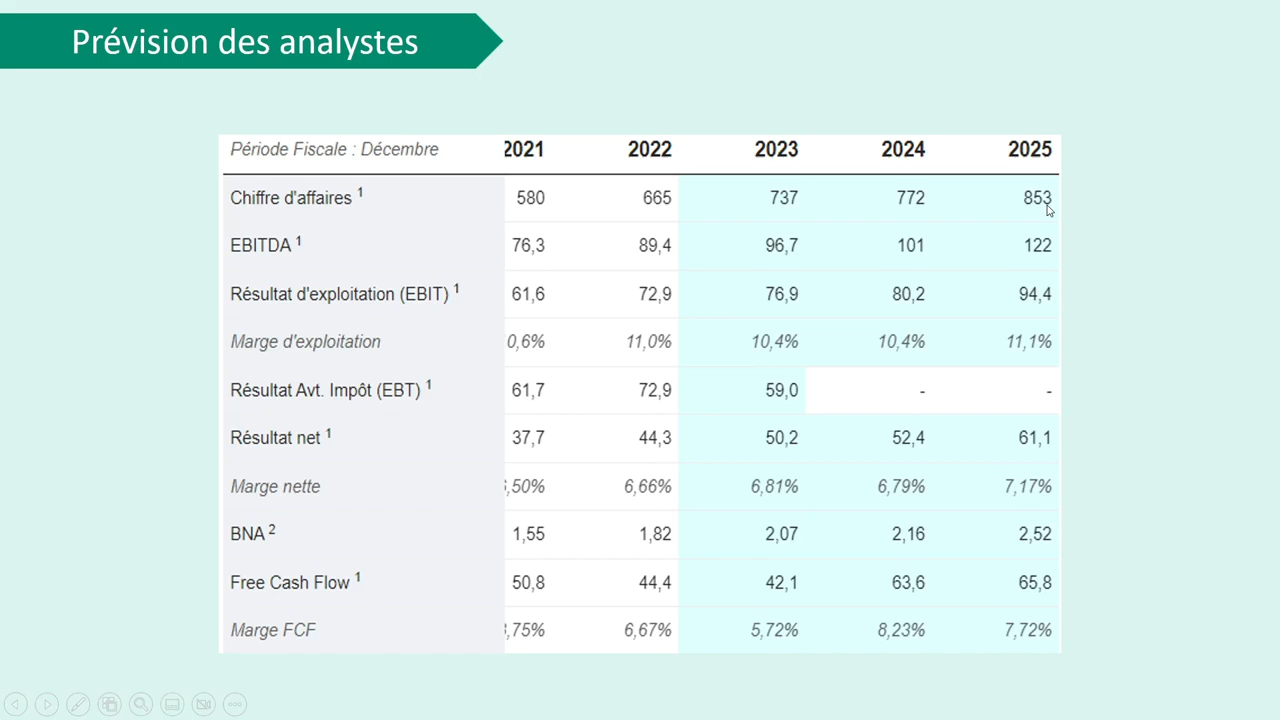 Prévision des analystes
Période Fiscale : Décembre 2021 2022 2023 2024 2025
Chiffre d'affaires 1 580 665 737 772 853
EBITDA 1 76,3 89,4 96,7 101 122
Résultat d'exploitation (EBIT) 1 61,6 72,9 76,9 80,2 94,4
Marge d'exploitation 0,6% 11,0% 10,4% 10,4% 11,1%
Résultat Avt. Impôt (EBT) 1 61,7 72,9 59,0 - -
Résultat net 1 37,7 44,3 50,2 52,4 61,1
Marge nette ,50% 6,66% 6,81% 6,79% 7,17%
BNA 2 1,55 1,82 2,07 2,16 2,52
Free Cash Flow 1 50,8 44,4 42,1 63,6 65,8
Marge FCF ,75% 6,67% 5,72% 8,23% 7,72%